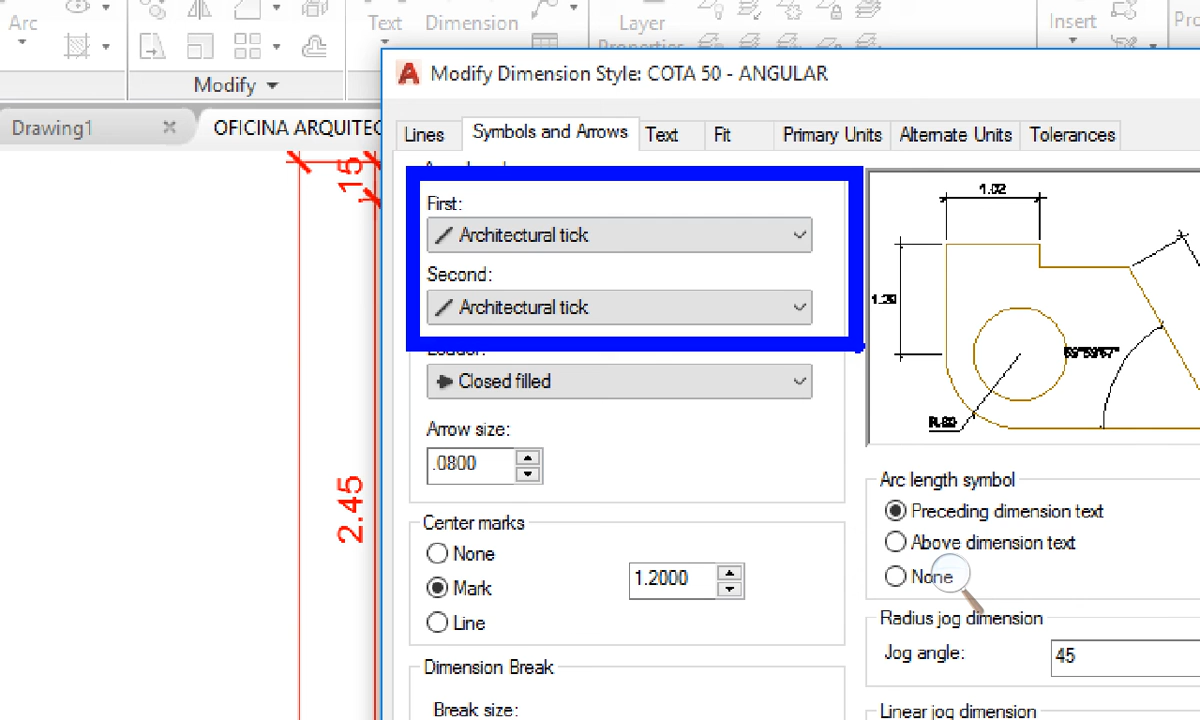 Arc
Text
Dimension
Layer
Properties
Insert
Modify
Drawing1
OFICINA ARQUITEC
Modify Dimension Style: COTA 50 - ANGULAR
Lines
Symbols and Arrows
Text
Fit
Primary Units
Alternate Units
Tolerances
15
2.45
First:
Architectural tick
Second:
Architectural tick
Leader:
Closed filled
Arrow size:
.0800
Center marks
None
Mark
Line
1.2000
Dimension Break
Break size:
1.02
R.80
Arc length symbol
Preceding dimension text
Above dimension text
None
Radius jog dimension
Jog angle:
45
Linear jog dimension